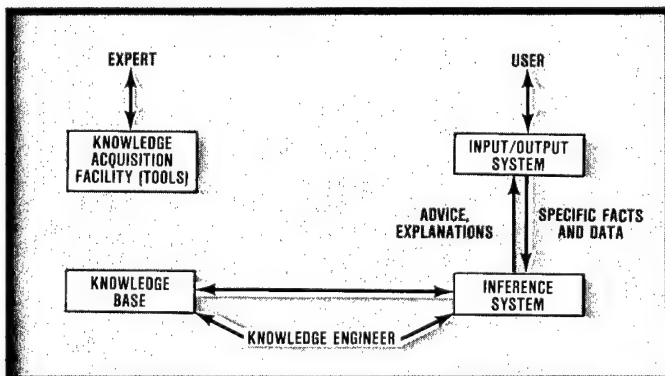 EXPERT
USER
KNOWLEDGE
ACQUISITION
FACILITY (TOOLS)
INPUT/OUTPUT
SYSTEM
ADVICE,
EXPLANATIONS
SPECIFIC FACTS
AND DATA
KNOWLEDGE
BASE
INFERENCE
SYSTEM
KNOWLEDGE ENGINEER